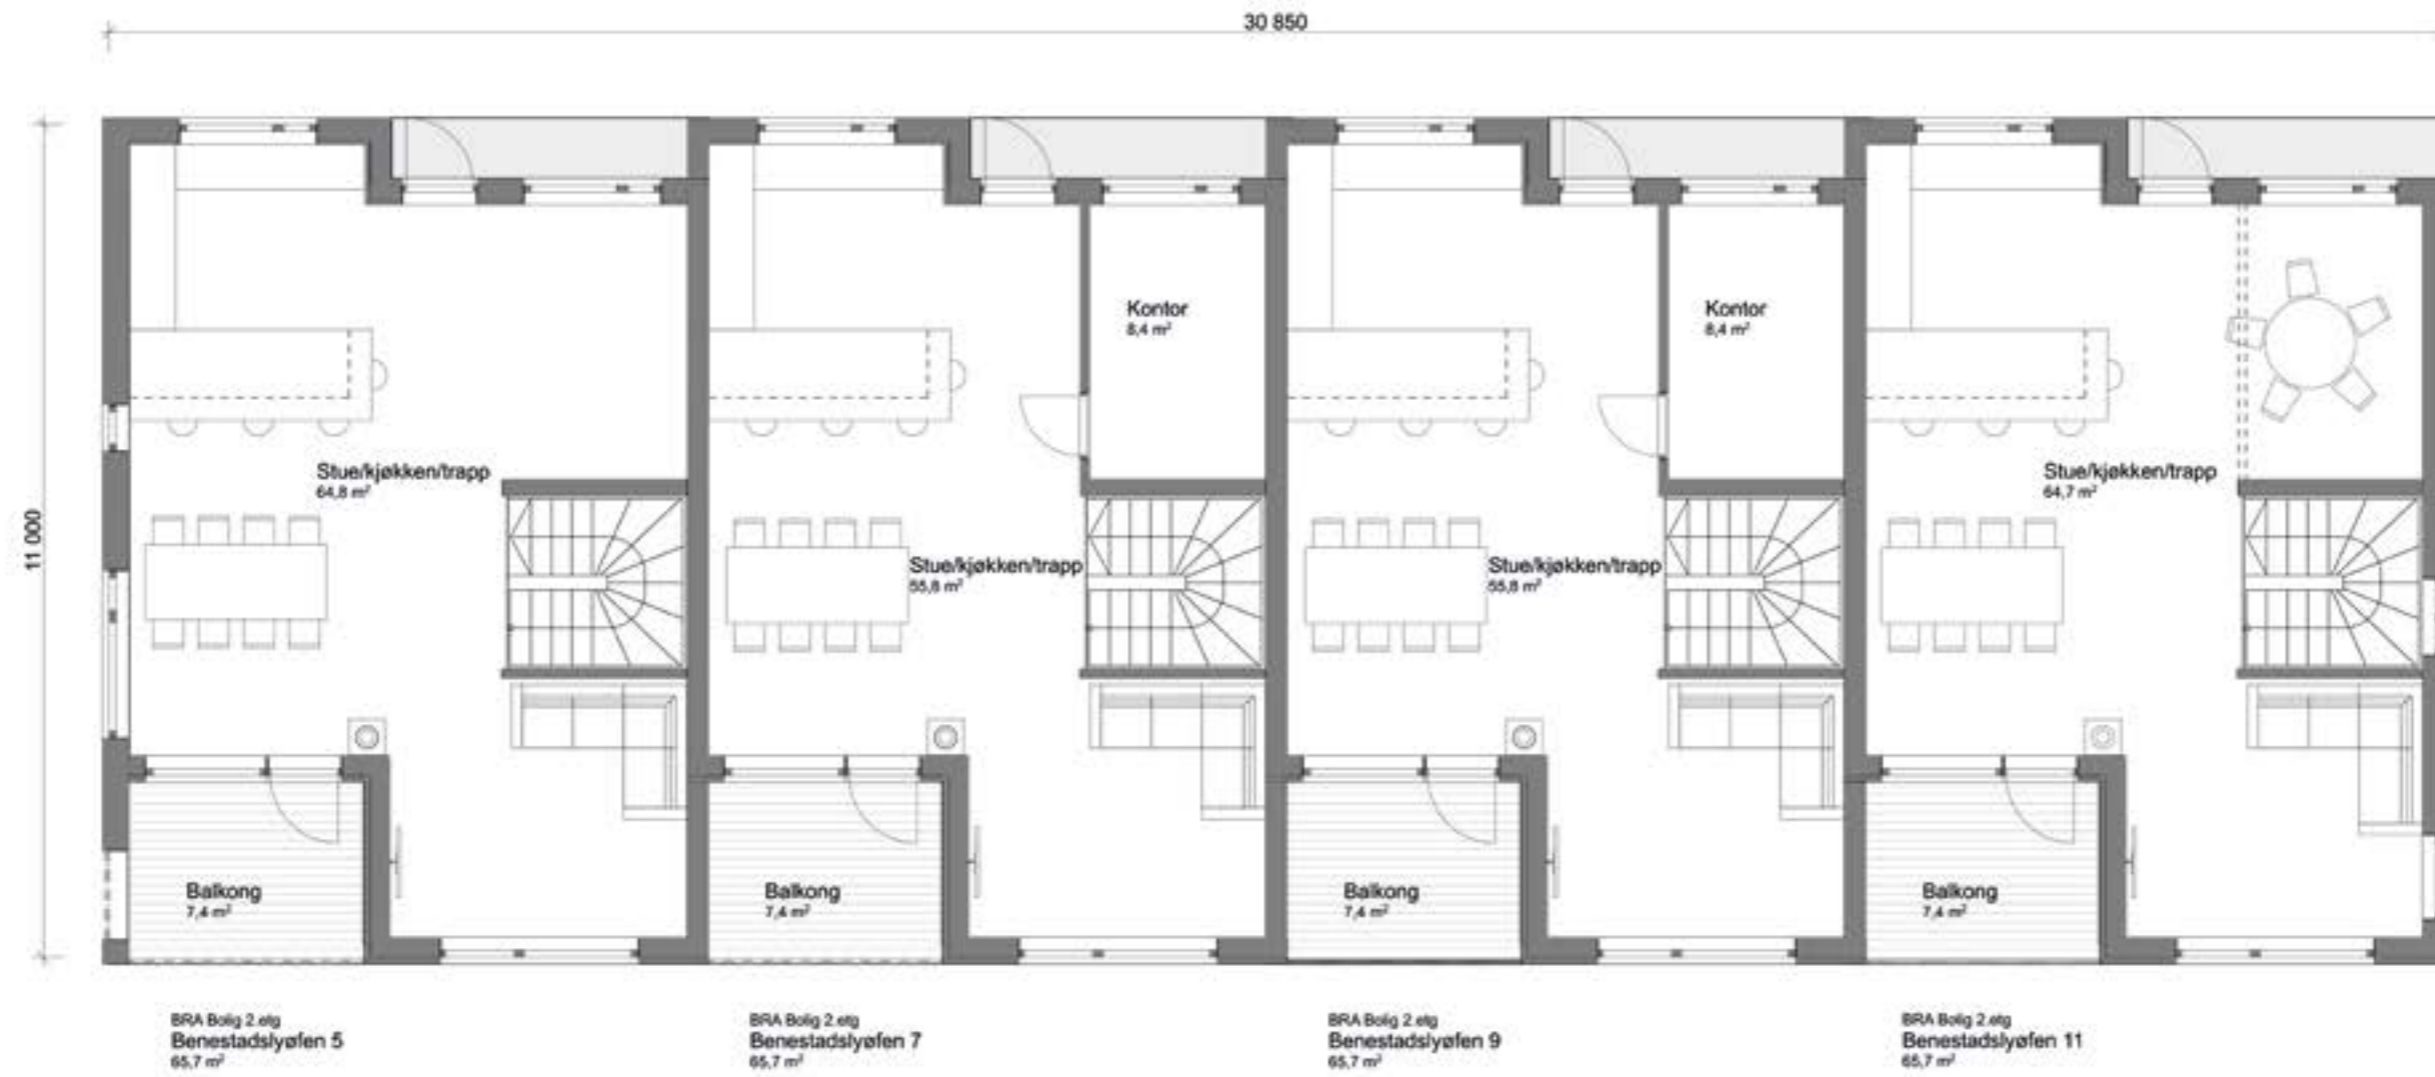 30 850
11 000
Kontor
8,4 m²
Kontor
8,4 m²
Stue/kjøkken/trapp
64,8 m²
Stue/kjøkken/trapp
64,7 m²
Stue/kjøkken/trapp
55,8 m²
Stue/kjøkken/trapp
55,8 m²
Balkong
7,4 m²
Balkong
7,4 m²
Balkong
7,4 m²
Balkong
7,4 m²
BRA Bolig 2.etg
Benestadslyøfen 5
65,7 m²
BRA Bolig 2.etg
Benestadslyøfen 7
65,7 m²
BRA Bolig 2.etg
Benestadslyøfen 9
65,7 m²
BRA Bolig 2.etg
Benestadslyøfen 11
65,7 m²